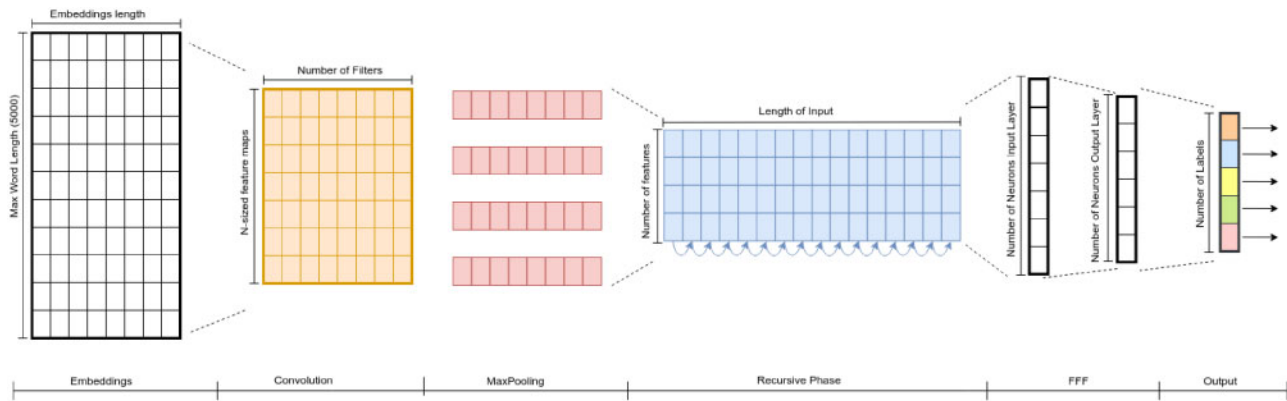 Embeddings length
Max Word Length (5000)
Number of Filters
N-sized feature maps
Length of Input
Number of features
Number of Neurons Input Layer
Number of Neurons Output Layer
Number of Labels
Embeddings
Convolution
MaxPooling
Recursive Phase
FFF
Output